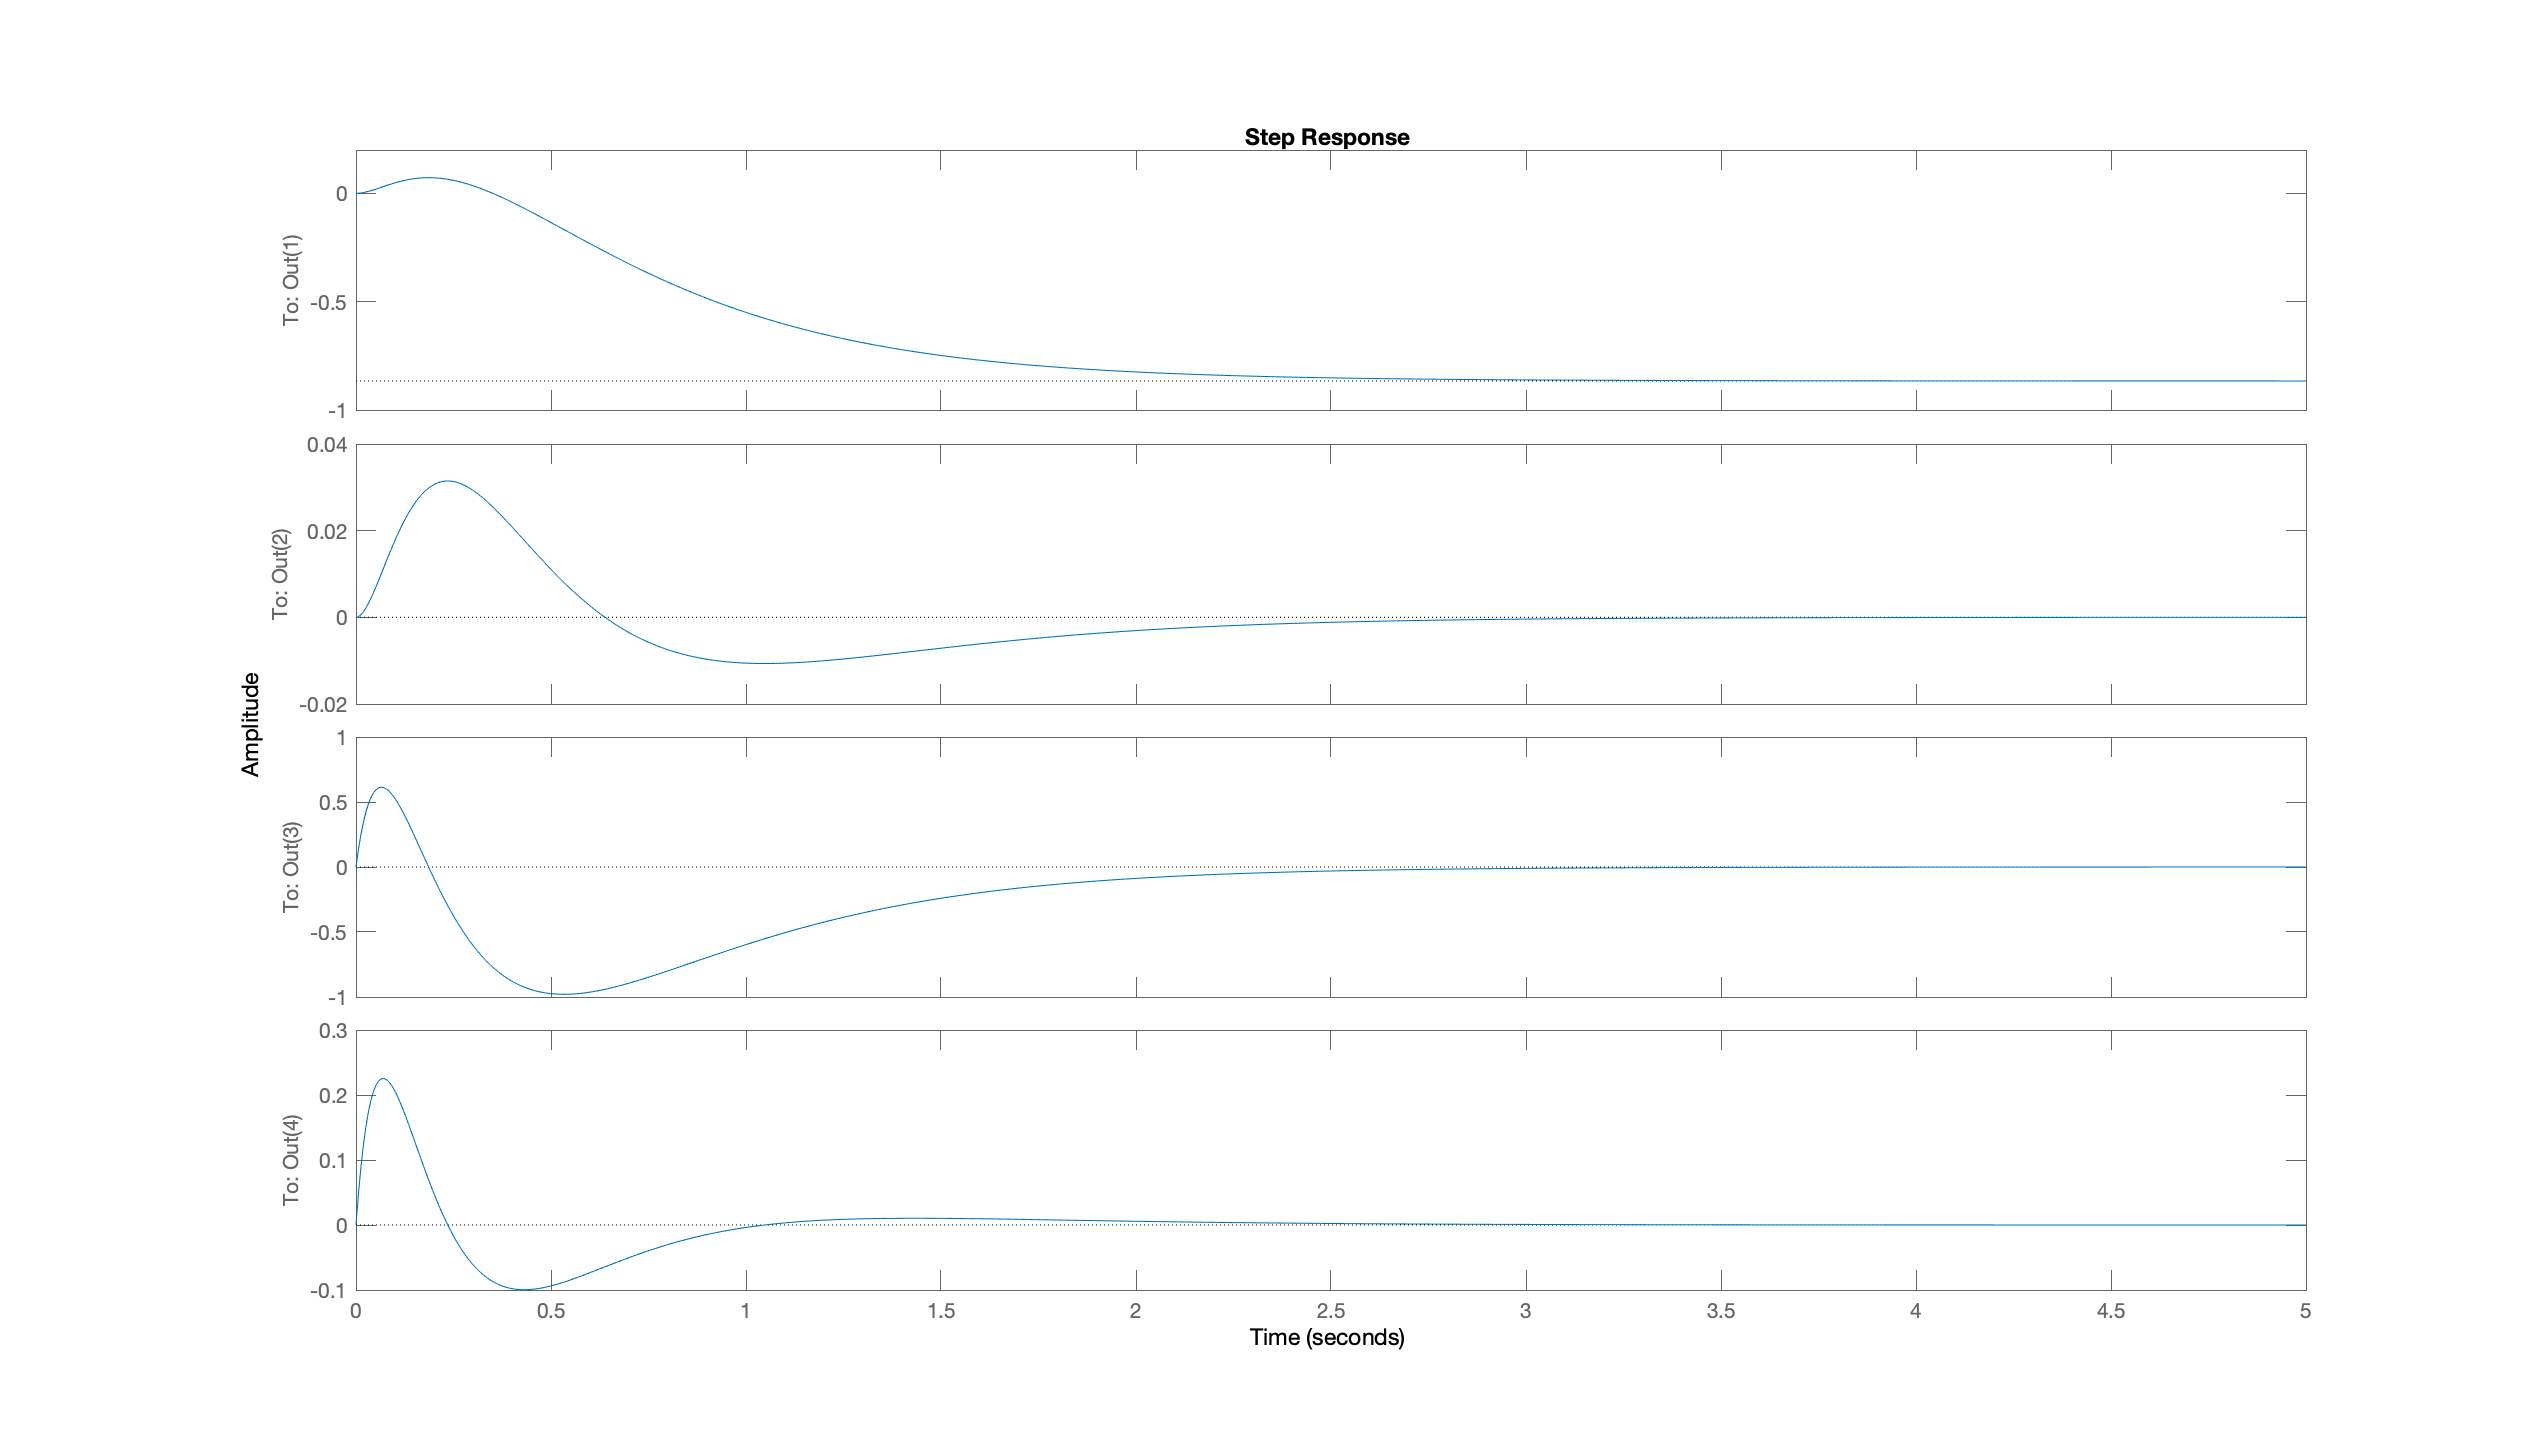 Step Response
Amplitude
To: Out(1)
0
-0.5
-1
To: Out(2)
0.04
0.02
0
-0.02
To: Out(3)
1
0.5
0
-0.5
-1
To: Out(4)
0.3
0.2
0.1
0
-0.1
0 0.5 1 1.5 2 2.5 3 3.5 4 4.5 5
Time (seconds)